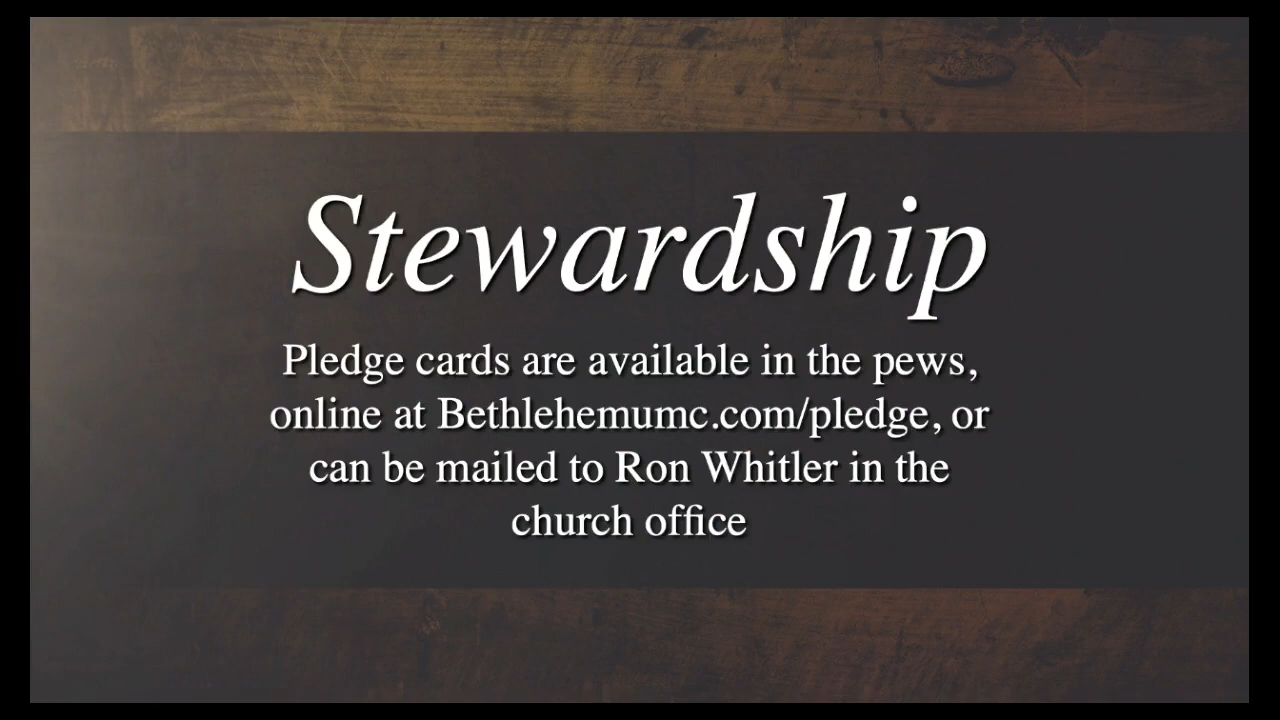 Stewardship
Pledge cards are available in the pews,
online at Bethlehemumc.com/pledge, or
can be mailed to Ron Whitler in the
church office